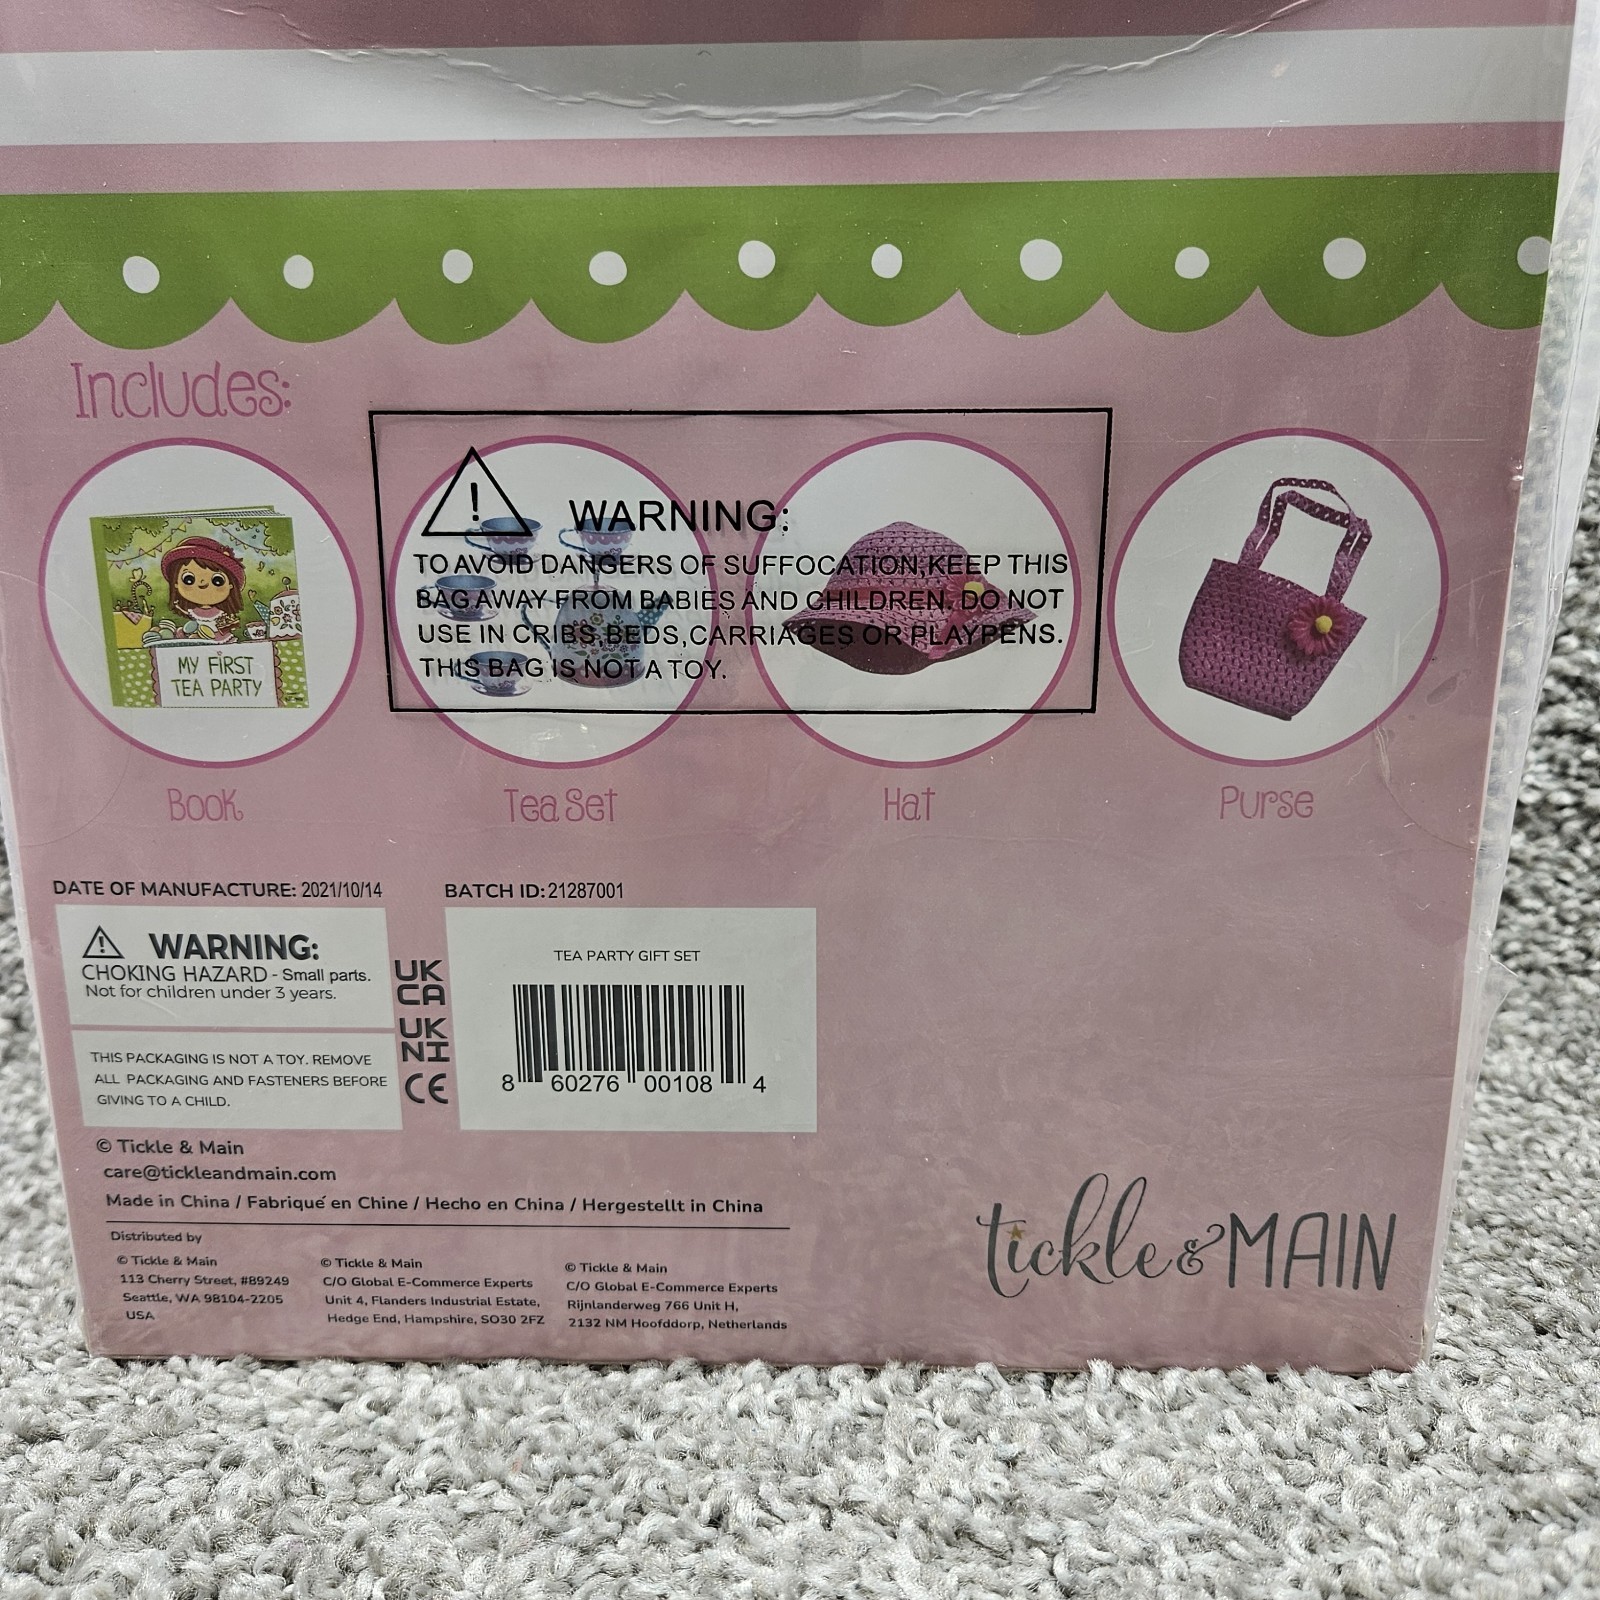 Includes:
WARNING:
TO AVOID DANGERS OF SUFFOCATION,KEEP THIS
BAG AWAY FROM BABIES AND CHILDREN. DO NOT
USE IN CRIBS,BEDS,CARRIAGES OR PLAYPENS.
THIS BAG IS NOT A TOY.
MY FIRST
TEA PARTY
Book
Tea Set
Hat
Purse
DATE OF MANUFACTURE: 2021/10/14
BATCH ID:21287001
WARNING:
CHOKING HAZARD - Small parts.
Not for children under 3 years.
THIS PACKAGING IS NOT A TOY. REMOVE
ALL PACKAGING AND FASTENERS BEFORE
GIVING TO A CHILD.
UK
CA
UK
NI
CE
TEA PARTY GIFT SET
8 60276 00108 4
© Tickle & Main
care@tickleandmain.com
Made in China / Fabriqué en Chine / Hecho en China / Hergestellt in China
Distributed by
© Tickle & Main
113 Cherry Street, #89249
Seattle, WA 98104-2205
USA
© Tickle & Main
C/O Global E-Commerce Experts
Unit 4, Flanders Industrial Estate,
Hedge End, Hampshire, SO30 2FZ
© Tickle & Main
C/O Global E-Commerce Experts
Rijnlanderweg 766 Unit H,
2132 NM Hoofddorp, Netherlands
tickle & MAIN